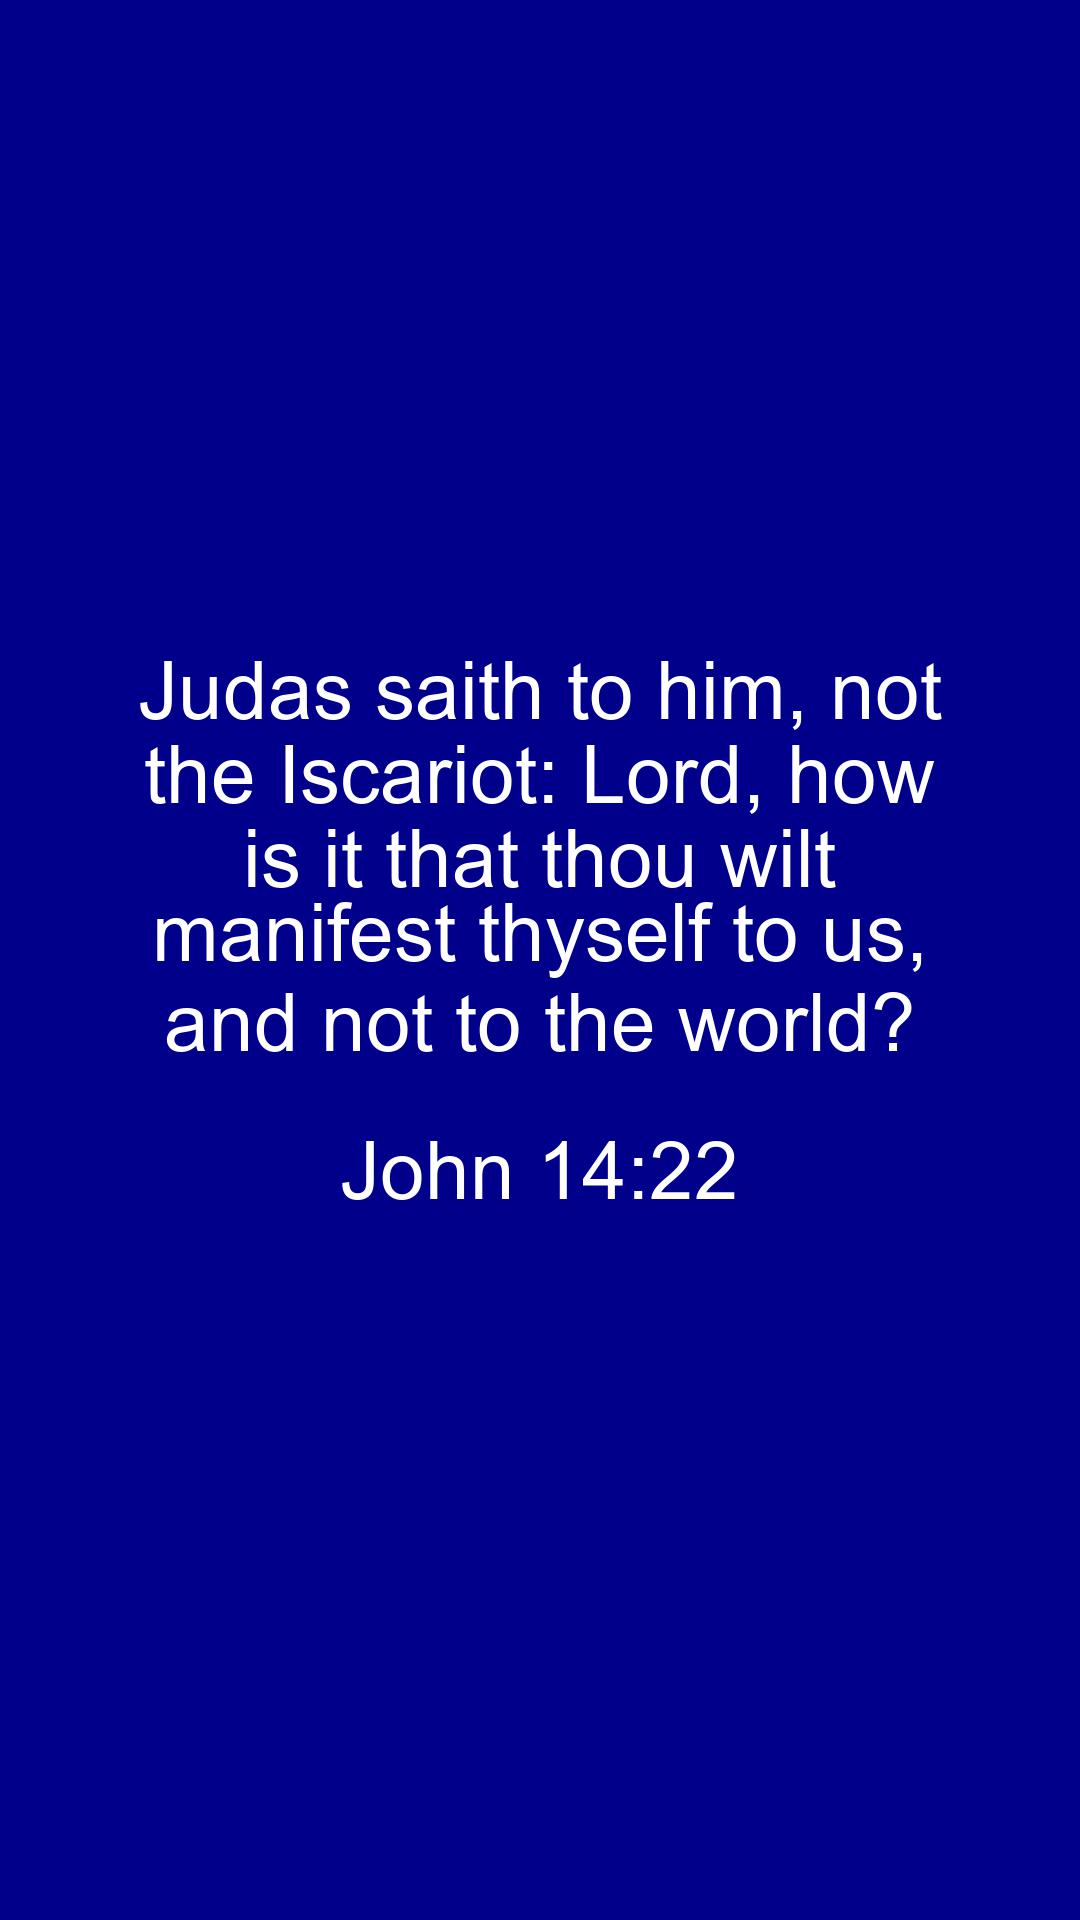 Judas saith to him, not
the Iscariot: Lord, how
is it that thou wilt
manifest thyself to us,
and not to the world?
John 14:22